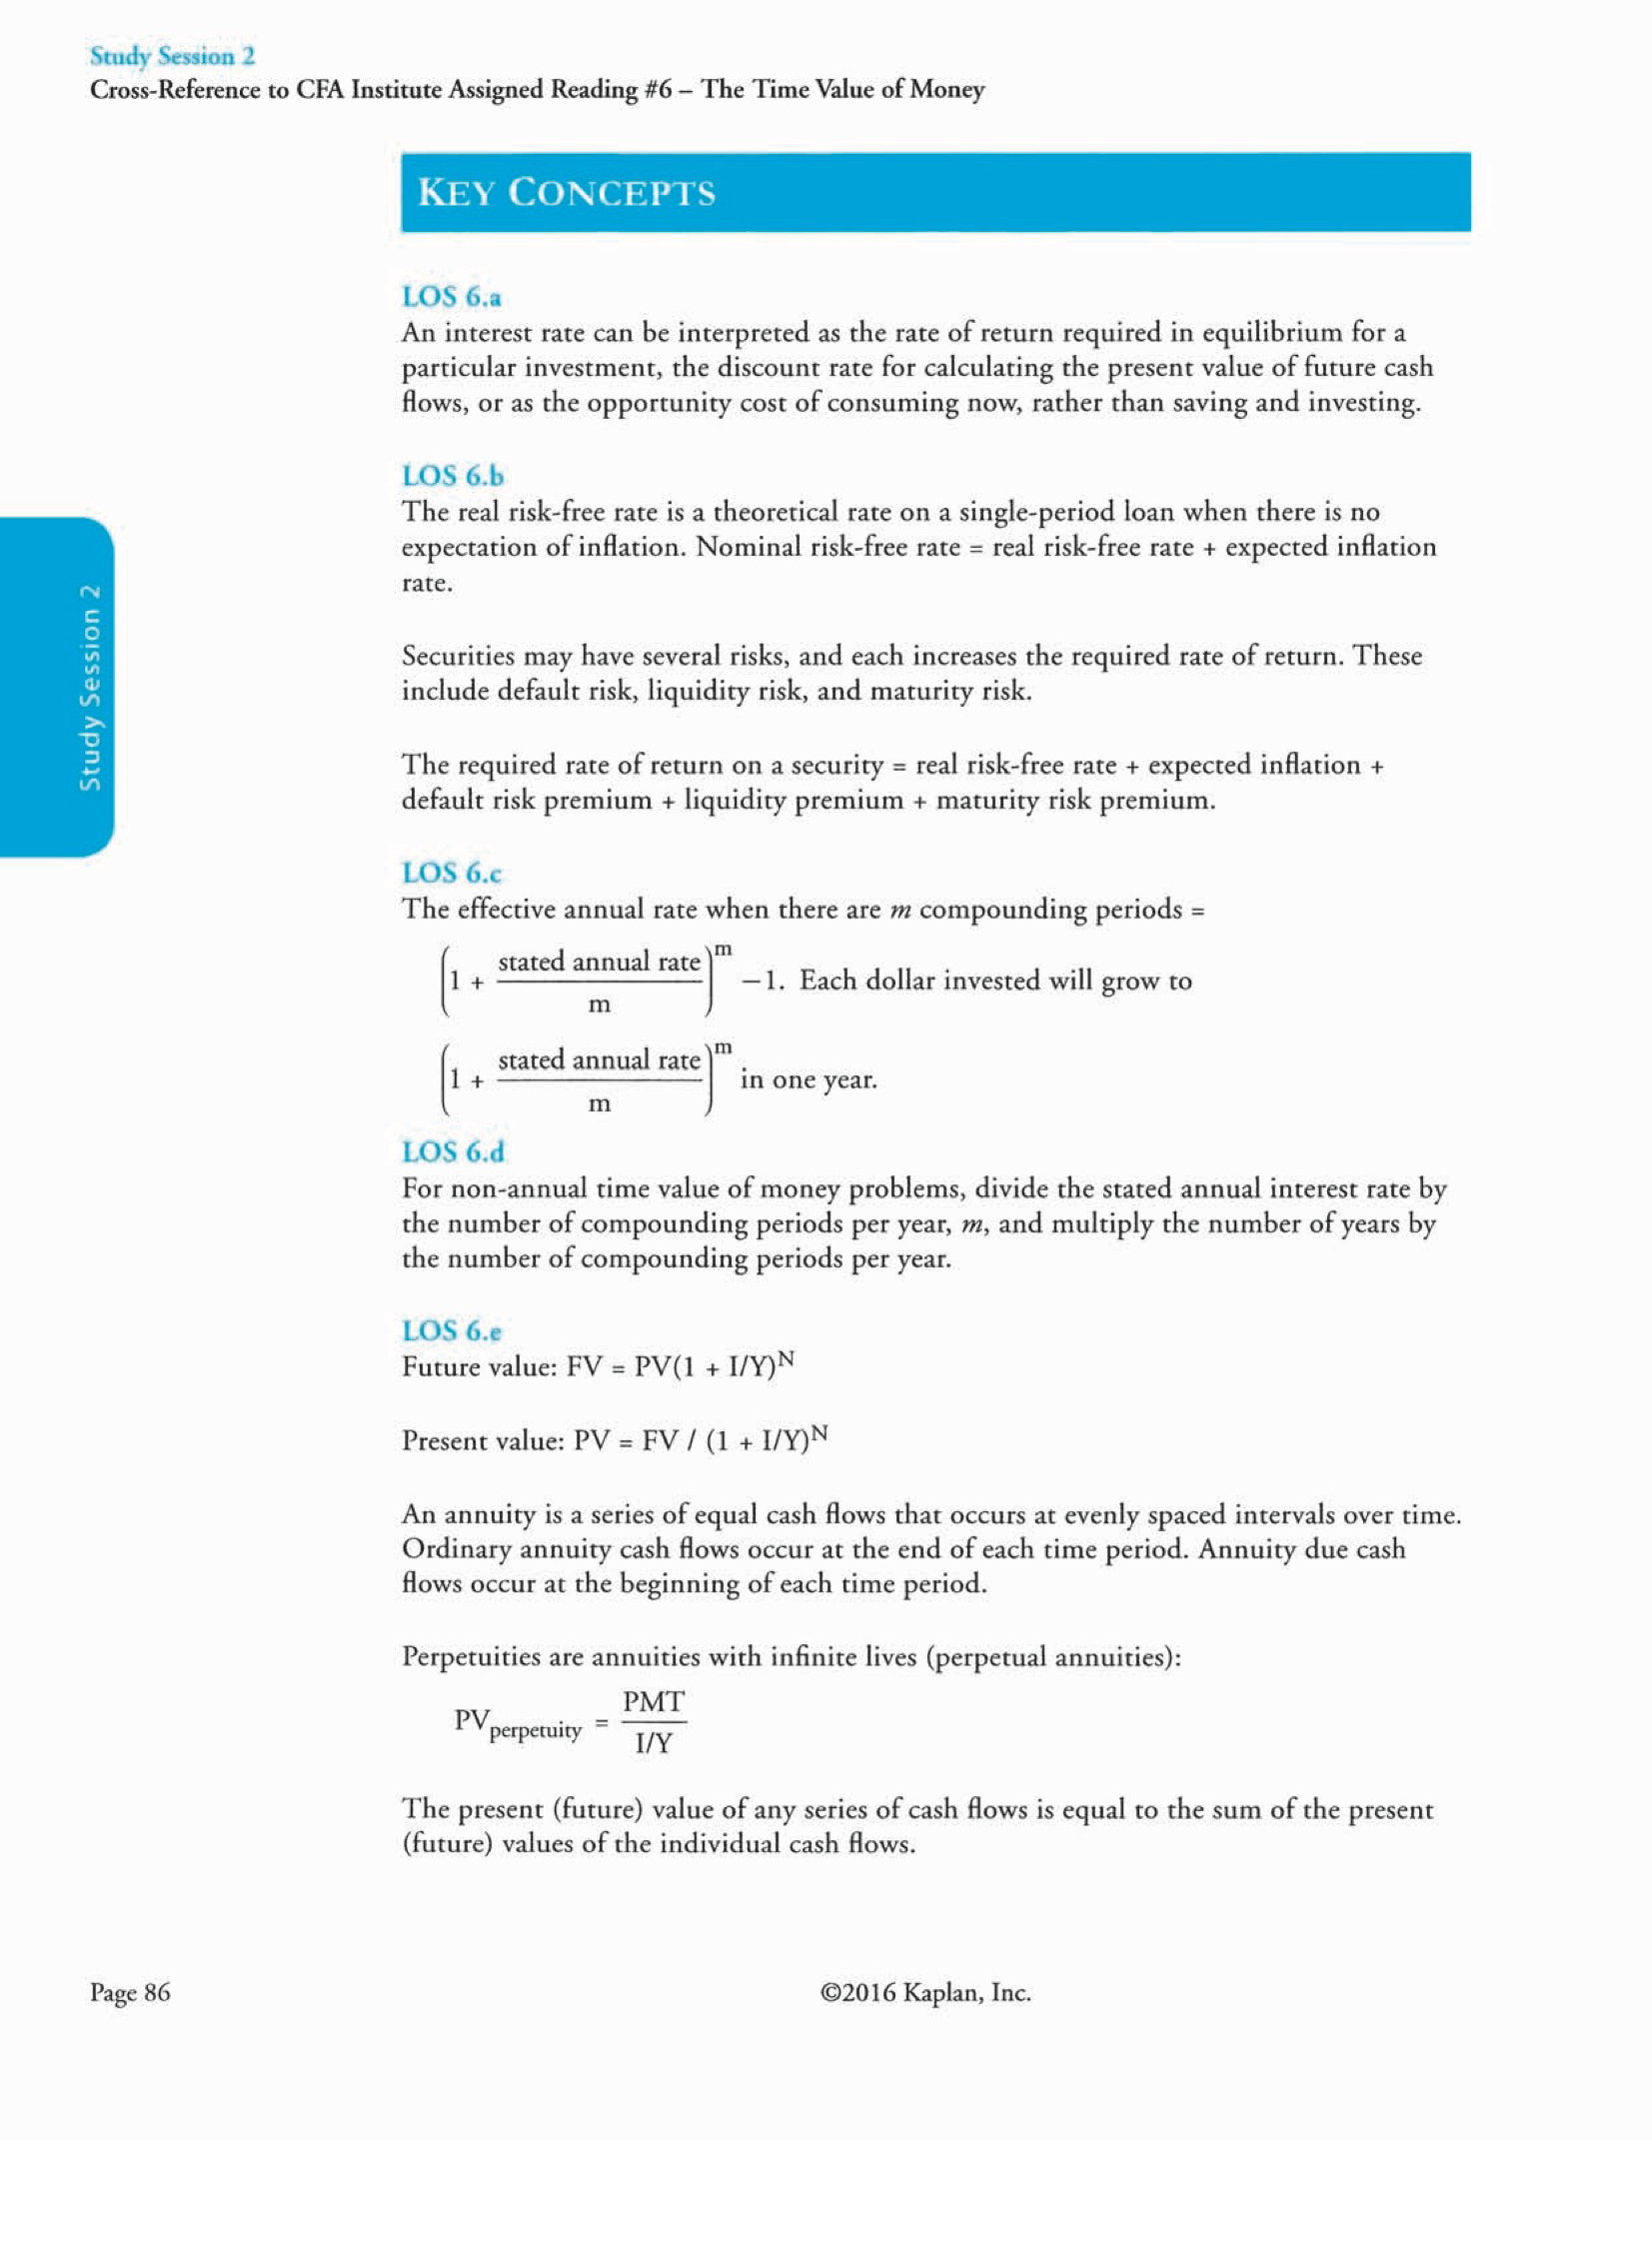 Study Session 2
Cross-Reference to CFA Institute Assigned Reading #6 – The Time Value of Money
KEY CONCEPTS
LOS 6.a
An interest rate can be interpreted as the rate of return required in equilibrium for a
particular investment, the discount rate for calculating the present value of future cash
flows, or as the opportunity cost of consuming now, rather than saving and investing.
LOS 6.b
The real risk-free rate is a theoretical rate on a single-period loan when there is no
expectation of inflation. Nominal risk-free rate = real risk-free rate + expected inflation
rate.
Study Session 2
Securities may have several risks, and each increases the required rate of return. These
include default risk, liquidity risk, and maturity risk.
The required rate of return on a security = real risk-free rate + expected inflation +
default risk premium + liquidity premium + maturity risk premium.
LOS 6.c
The effective annual rate when there are m compounding periods =
(1 + stated annual rate / m)^m − 1. Each dollar invested will grow to
(1 + stated annual rate / m)^m in one year.
LOS 6.d
For non-annual time value of money problems, divide the stated annual interest rate by
the number of compounding periods per year, m, and multiply the number of years by
the number of compounding periods per year.
LOS 6.e
Future value: FV = PV(1 + I/Y)^N
Present value: PV = FV / (1 + I/Y)^N
An annuity is a series of equal cash flows that occurs at evenly spaced intervals over time.
Ordinary annuity cash flows occur at the end of each time period. Annuity due cash
flows occur at the beginning of each time period.
Perpetuities are annuities with infinite lives (perpetual annuities):
PV_perpetuity = PMT / I/Y
The present (future) value of any series of cash flows is equal to the sum of the present
(future) values of the individual cash flows.
Page 86
©2016 Kaplan, Inc.